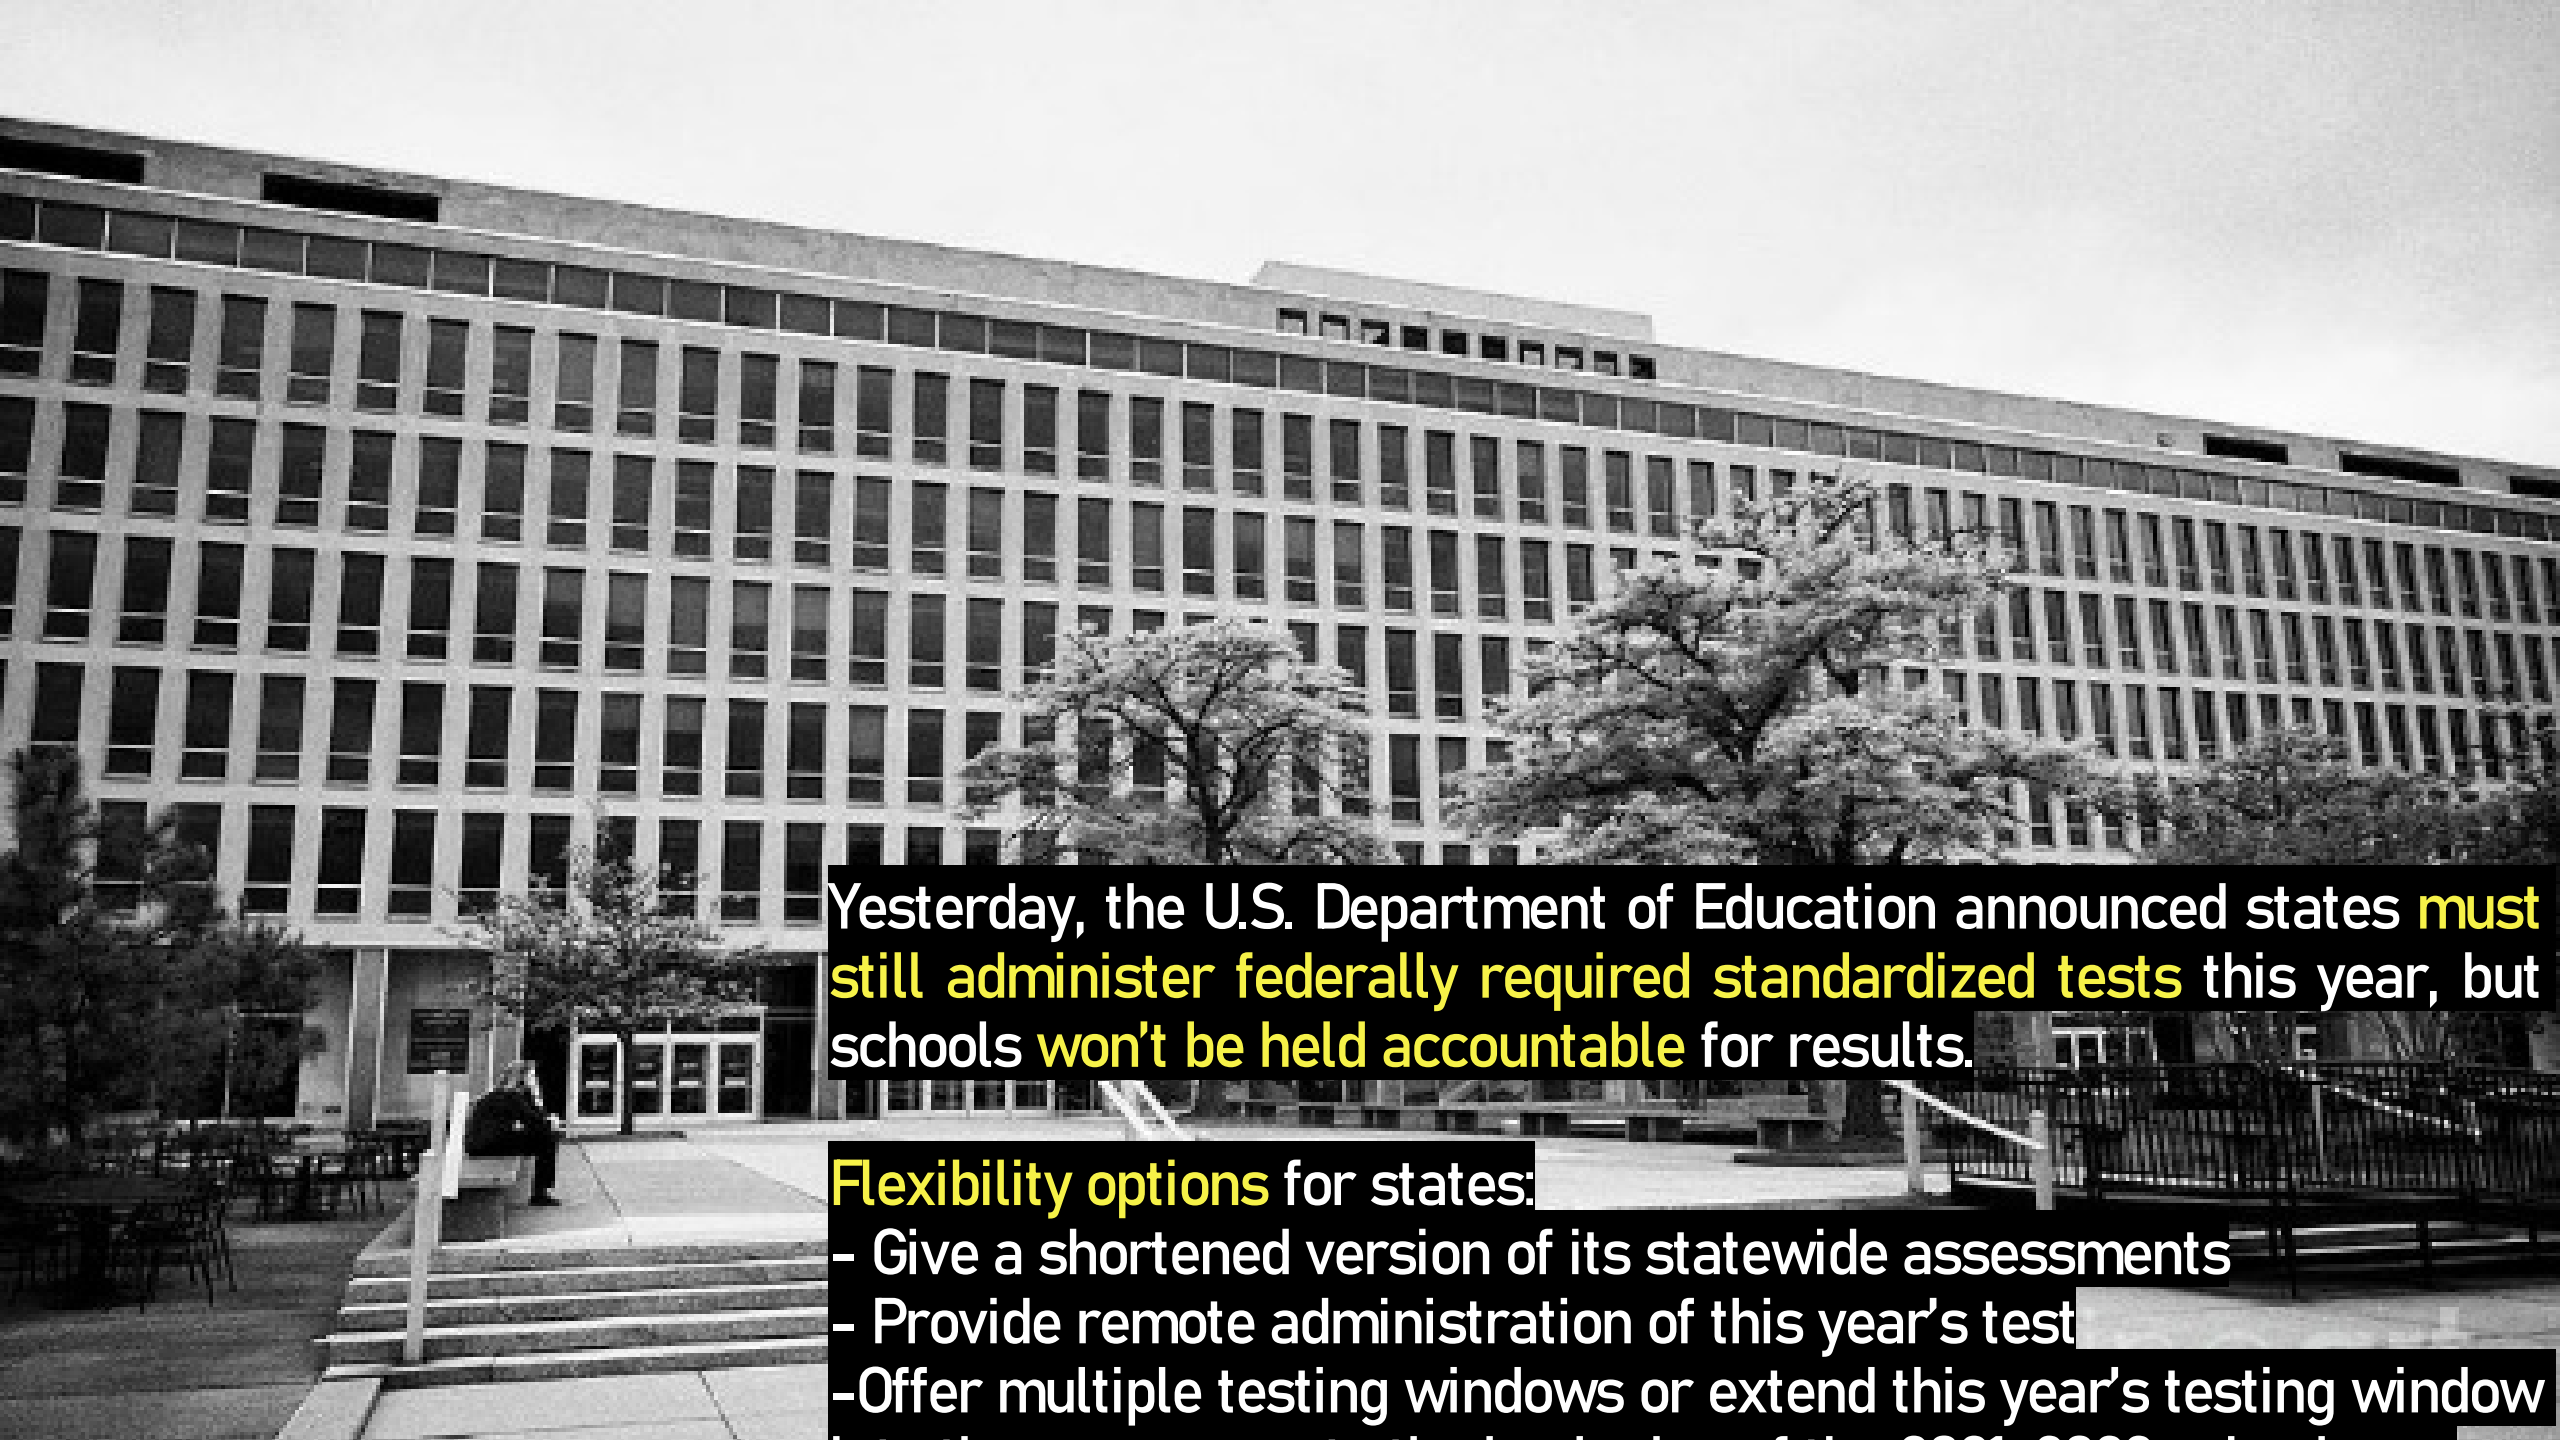 Yesterday, the U.S. Department of Education announced states must
still administer federally required standardized tests this year, but
schools won't be held accountable for results.
Flexibility options for states:
- Give a shortened version of its statewide assessments
- Provide remote administration of this year's test
-Offer multiple testing windows or extend this year's testing window